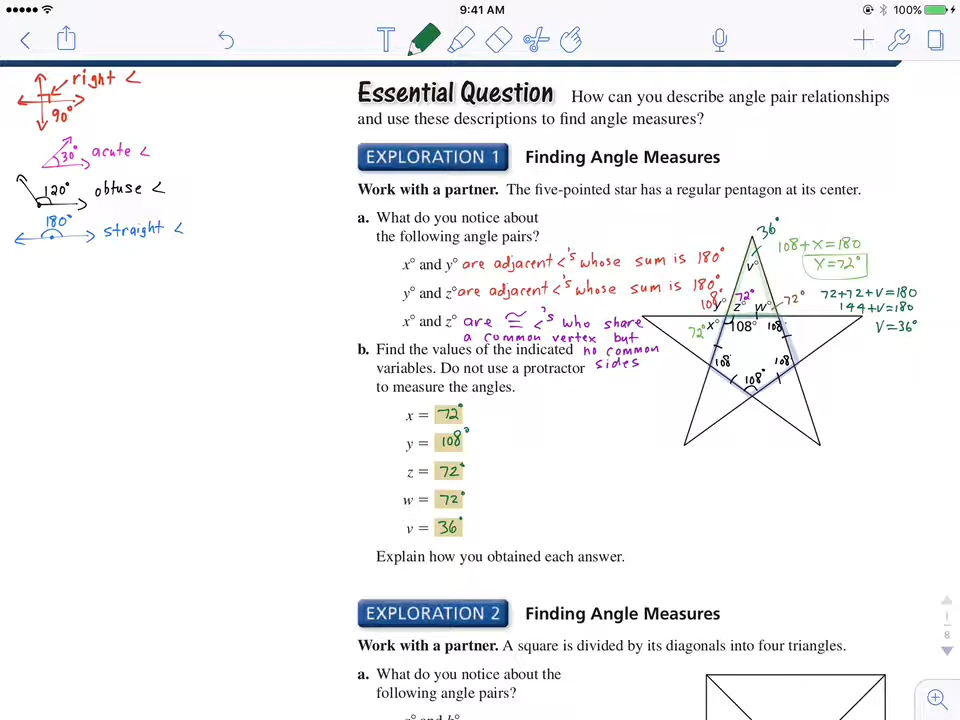 9:41 AM
100%
T
right <
90°
30° acute <
120° obtuse <
180° straight <
Essential Question How can you describe angle pair relationships
and use these descriptions to find angle measures?
EXPLORATION 1 Finding Angle Measures
Work with a partner. The five-pointed star has a regular pentagon at its center.
a. What do you notice about
the following angle pairs?
x° and y° are adjacent <'s whose sum is 180°
y° and z° are adjacent <'s whose sum is 180°
x° and z° are ≅ <'s who share
a common vertex but
no common
sides
b. Find the values of the indicated
variables. Do not use a protractor
to measure the angles.
x = 72°
y = 108°
z = 72°
w = 72°
v = 36°
Explain how you obtained each answer.
36°
v°
108+x=180
x=72°
108° y° 72° z° w° 72°
72+72+v=180
144+v=180
v=36°
72° x° 108° 108°
108° 108°
108°
EXPLORATION 2 Finding Angle Measures
Work with a partner. A square is divided by its diagonals into four triangles.
a. What do you notice about the
following angle pairs?
a° and b°
1
8